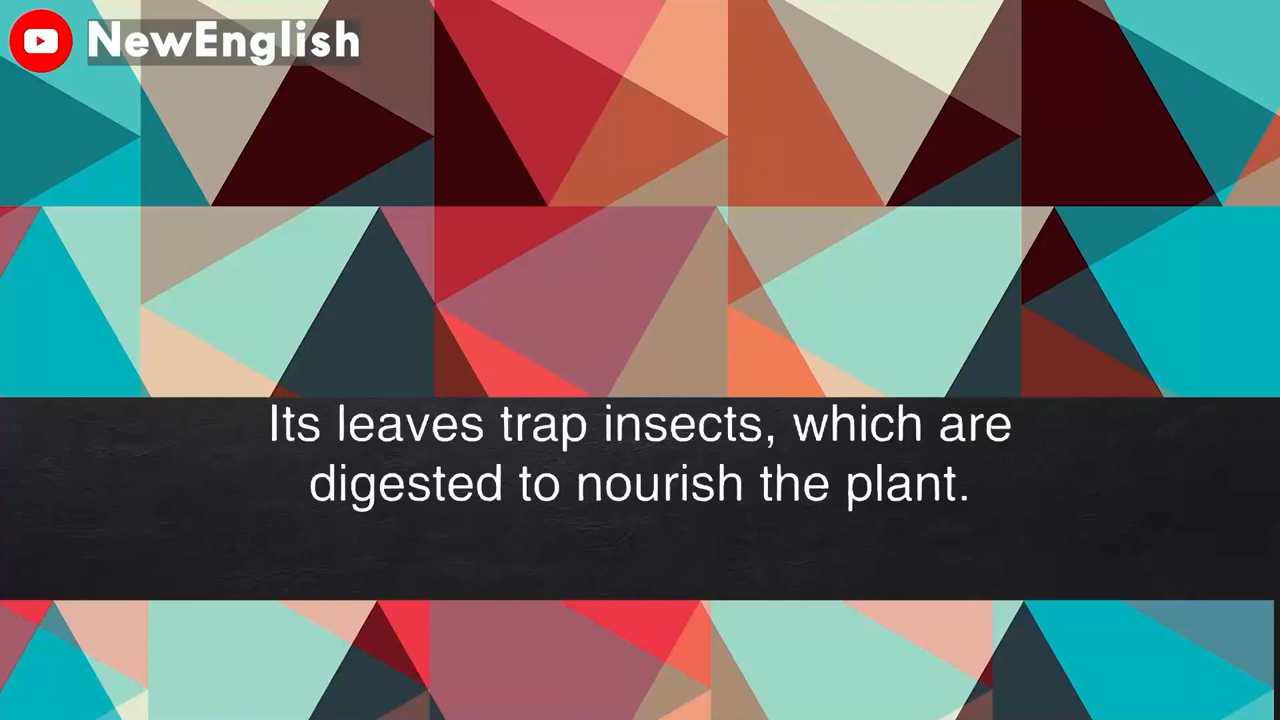 NewEnglish
Its leaves trap insects, which are
digested to nourish the plant.